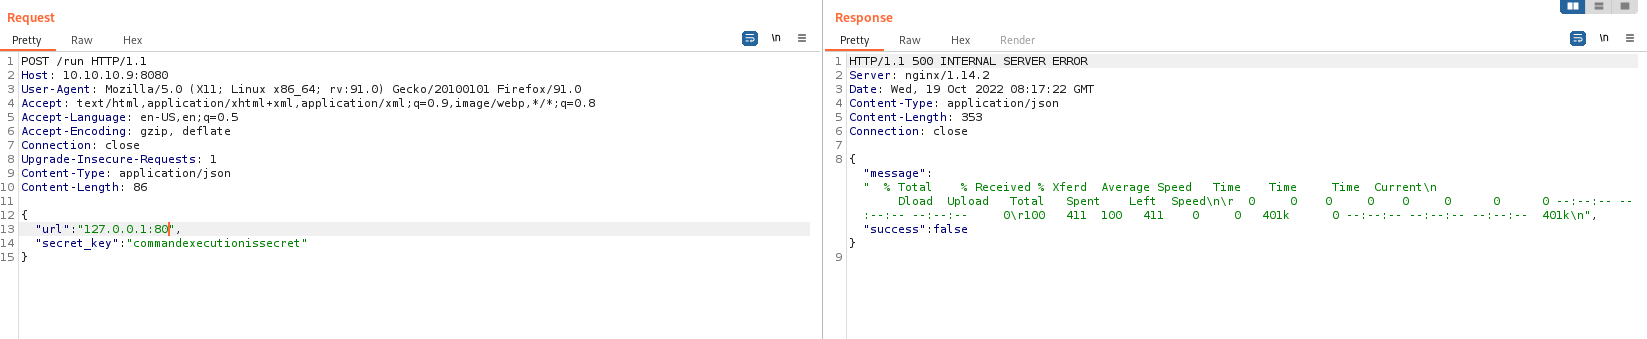 Request
Pretty Raw Hex
\n
1 POST /run HTTP/1.1
2 Host: 10.10.10.9:8080
3 User-Agent: Mozilla/5.0 (X11; Linux x86_64; rv:91.0) Gecko/20100101 Firefox/91.0
4 Accept: text/html,application/xhtml+xml,application/xml;q=0.9,image/webp,*/*;q=0.8
5 Accept-Language: en-US,en;q=0.5
6 Accept-Encoding: gzip, deflate
7 Connection: close
8 Upgrade-Insecure-Requests: 1
9 Content-Type: application/json
10 Content-Length: 86
11
12 {
13 "url":"127.0.0.1:80",
14 "secret_key":"commandexecutionissecret"
15 }
Response
Pretty Raw Hex Render
\n
1 HTTP/1.1 500 INTERNAL SERVER ERROR
2 Server: nginx/1.14.2
3 Date: Wed, 19 Oct 2022 08:17:22 GMT
4 Content-Type: application/json
5 Content-Length: 353
6 Connection: close
7
8 {
"message":
" % Total % Received % Xferd Average Speed Time Time Time Current\n
Dload Upload Total Spent Left Speed\n\r 0 0 0 0 0 0 0 0 --:--:-- --
:--:-- --:--:-- 0\r100 411 100 411 0 0 401k 0 --:--:-- --:--:-- --:--:-- 401k\n",
"success":false
}
9